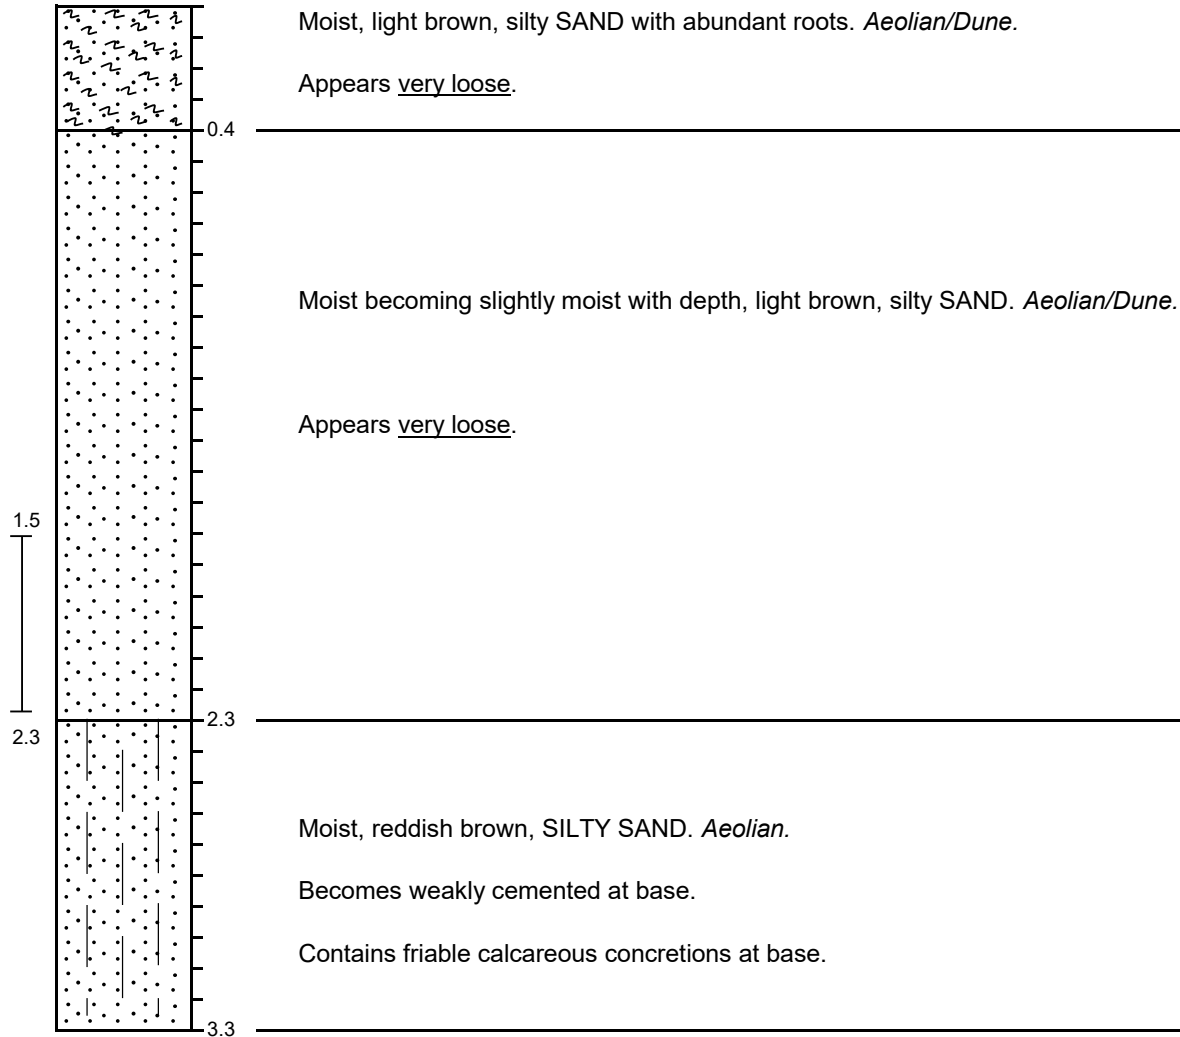 Moist, light brown, silty SAND with abundant roots. Aeolian/Dune.
Appears very loose.
0.4
Moist becoming slightly moist with depth, light brown, silty SAND. Aeolian/Dune.
Appears very loose.
1.5
2.3
2.3
Moist, reddish brown, SILTY SAND. Aeolian.
Becomes weakly cemented at base.
Contains friable calcareous concretions at base.
3.3